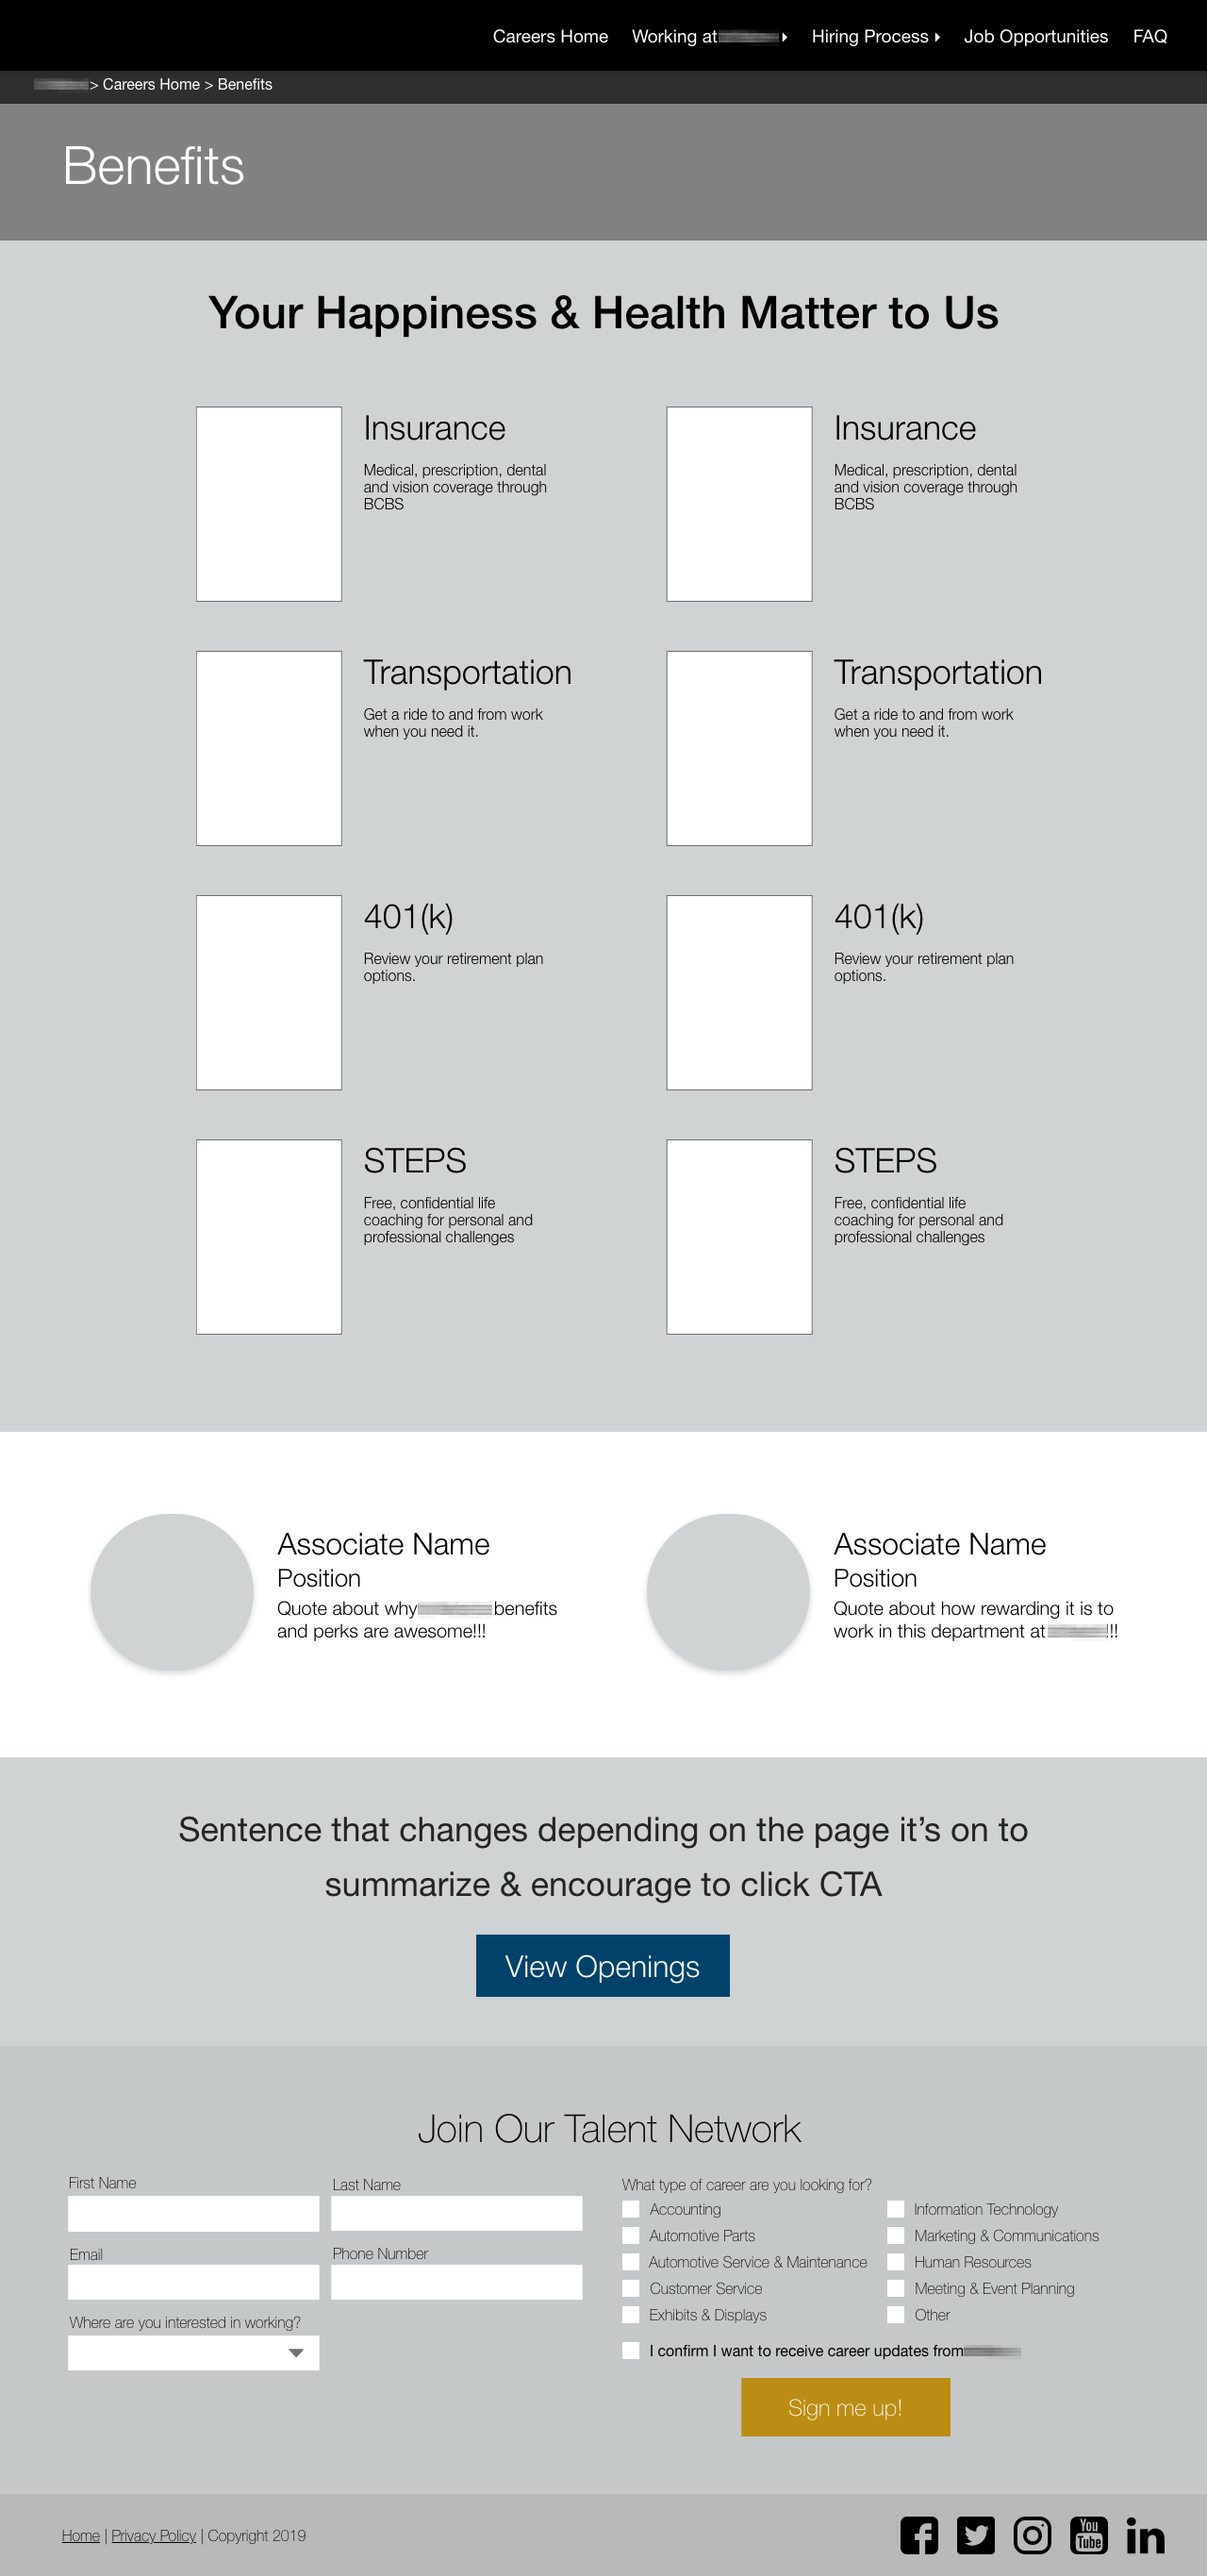 Careers Home Working at Hiring Process Job Opportunities FAQ
> Careers Home > Benefits
Benefits
Your Happiness & Health Matter to Us
Insurance
Medical, prescription, dental
and vision coverage through
BCBS
Insurance
Medical, prescription, dental
and vision coverage through
BCBS
Transportation
Get a ride to and from work
when you need it.
Transportation
Get a ride to and from work
when you need it.
401(k)
Review your retirement plan
options.
401(k)
Review your retirement plan
options.
STEPS
Free, confidential life
coaching for personal and
professional challenges
STEPS
Free, confidential life
coaching for personal and
professional challenges
Associate Name
Position
Quote about why benefits
and perks are awesome!!!
Associate Name
Position
Quote about how rewarding it is to
work in this department at !!!
Sentence that changes depending on the page it’s on to
summarize & encourage to click CTA
View Openings
Join Our Talent Network
First Name
Last Name
Email
Phone Number
Where are you interested in working?
What type of career are you looking for?
Accounting
Automotive Parts
Automotive Service & Maintenance
Customer Service
Exhibits & Displays
Information Technology
Marketing & Communications
Human Resources
Meeting & Event Planning
Other
I confirm I want to receive career updates from
Sign me up!
Home | Privacy Policy | Copyright 2019
You
Tube
in